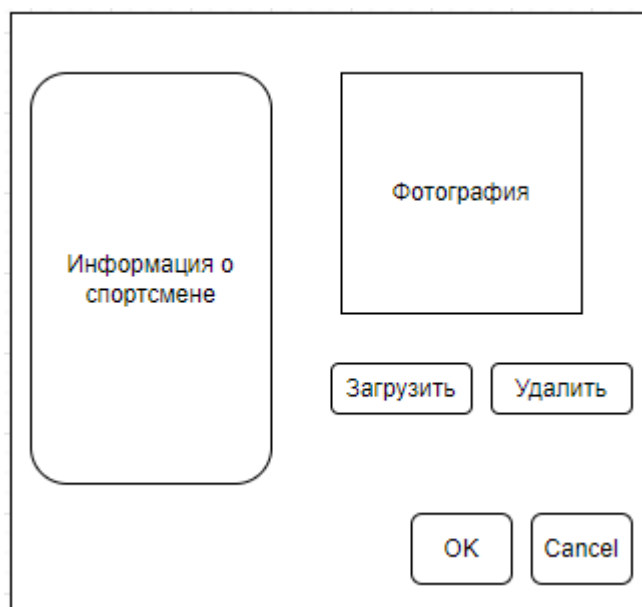 Информация о
спортсмене
Фотография
Загрузить
Удалить
OK
Cancel